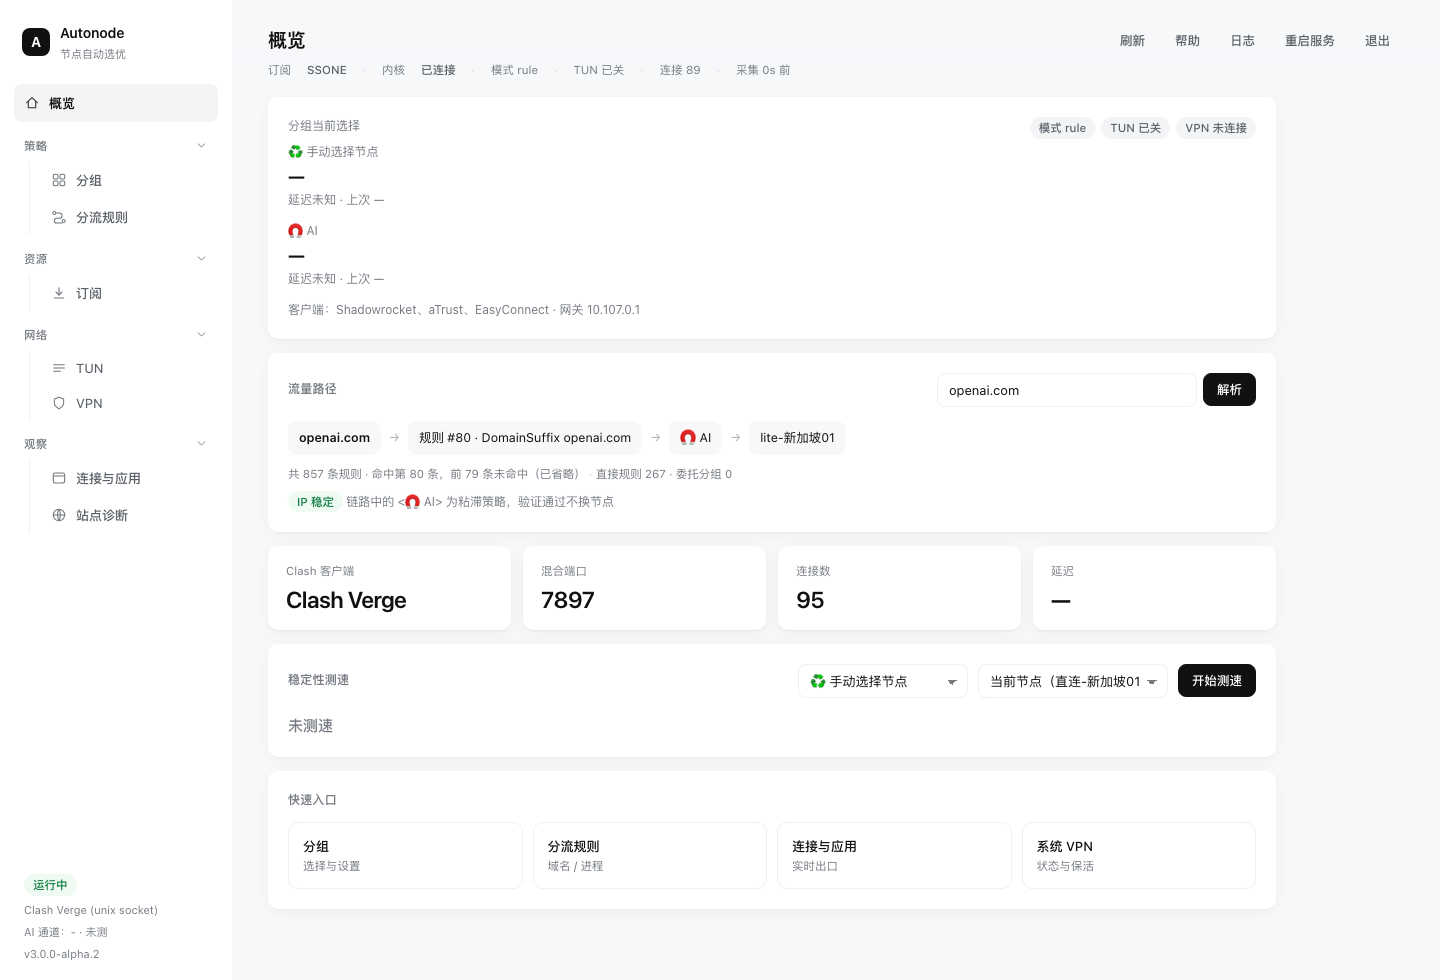 A
Autonode
节点自动选优
概览
策略
分组
分流规则
资源
订阅
网络
TUN
VPN
观察
连接与应用
站点诊断
运行中
Clash Verge (unix socket)
AI 通道：- · 未测
v3.0.0-alpha.2
概览
刷新 帮助 日志 重启服务 退出
订阅 SSONE · 内核 已连接 · 模式 rule · TUN 已关 · 连接 89 · 采集 0s 前
分组当前选择
模式 rule TUN 已关 VPN 未连接
♻️ 手动选择节点
—
延迟未知 · 上次 —
🧲 AI
—
延迟未知 · 上次 —
客户端：Shadowrocket、aTrust、EasyConnect · 网关 10.107.0.1
流量路径
openai.com 解析
openai.com → 规则 #80 · DomainSuffix openai.com → 🧲 AI → lite-新加坡01
共 857 条规则 · 命中第 80 条，前 79 条未命中（已省略） · 直接规则 267 · 委托分组 0
IP 稳定 链路中的 <🧲 AI> 为粘滞策略，验证通过不换节点
Clash 客户端
Clash Verge
混合端口
7897
连接数
95
延迟
—
稳定性测速
♻️ 手动选择节点 当前节点（直连-新加坡01 开始测速
未测速
快速入口
分组
选择与设置
分流规则
域名 / 进程
连接与应用
实时出口
系统 VPN
状态与保活